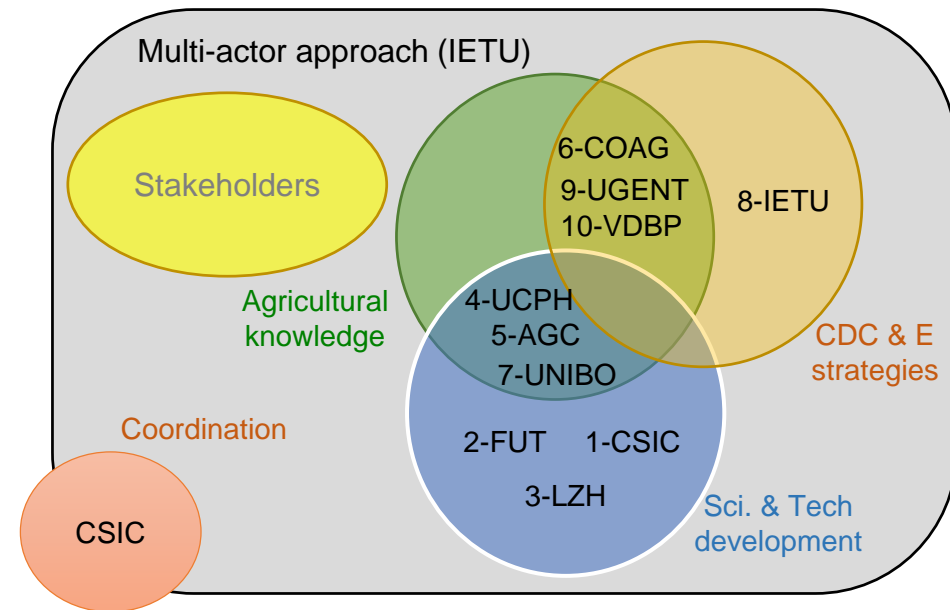 Multi-actor approach (IETU)
Stakeholders
6-COAG
9-UGENT
10-VDBP
8-IETU
Agricultural
knowledge
4-UCPH
5-AGC
7-UNIBO
CDC & E
strategies
Coordination
2-FUT
1-CSIC
3-LZH
Sci. & Tech
development
CSIC